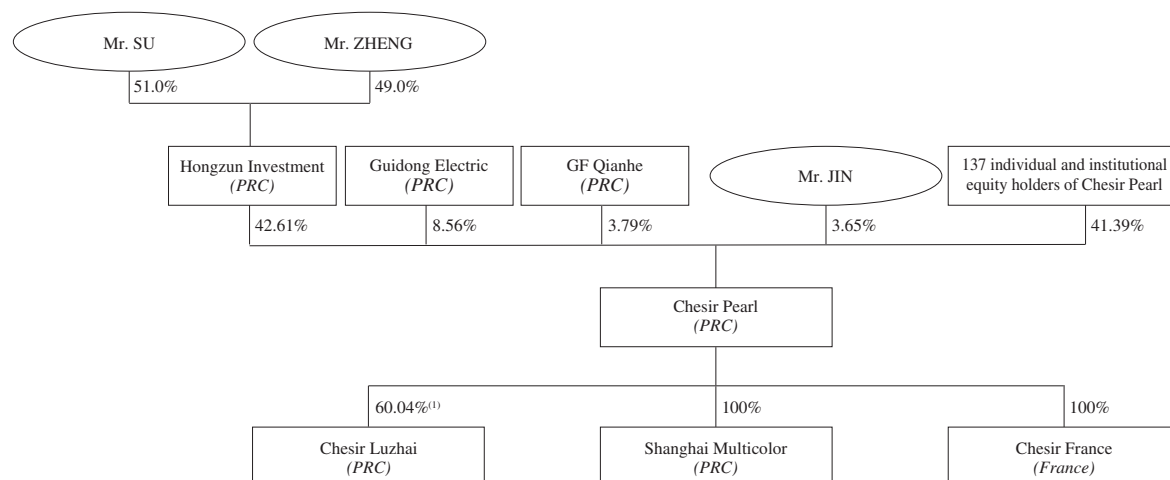 Mr. SU
Mr. ZHENG
51.0%
49.0%
Hongzun Investment
(PRC)
Guidong Electric
(PRC)
GF Qianhe
(PRC)
Mr. JIN
137 individual and institutional
equity holders of Chesir Pearl
42.61%
8.56%
3.79%
3.65%
41.39%
Chesir Pearl
(PRC)
60.04%(1)
100%
100%
Chesir Luzhai
(PRC)
Shanghai Multicolor
(PRC)
Chesir France
(France)